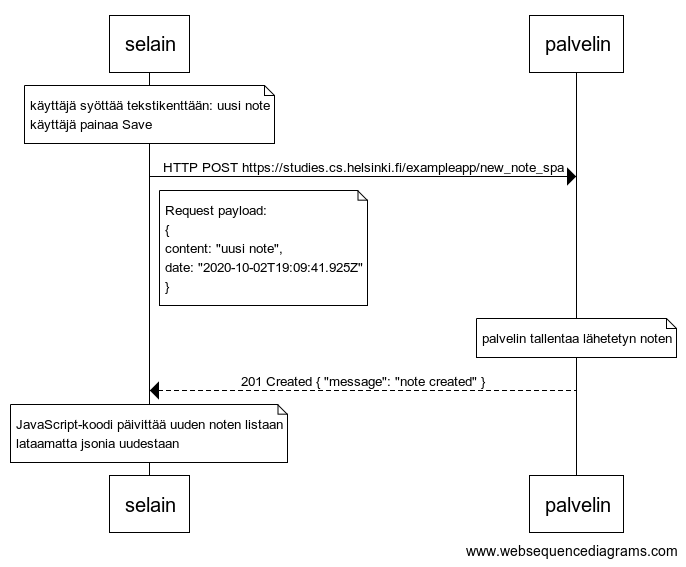 selain
palvelin
käyttäjä syöttää tekstikenttään: uusi note
käyttäjä painaa Save
HTTP POST https://studies.cs.helsinki.fi/exampleapp/new_note_spa
Request payload:
{
content: "uusi note",
date: "2020-10-02T19:09:41.925Z"
}
palvelin tallentaa lähetetyn noten
201 Created { "message": "note created" }
JavaScript-koodi päivittää uuden noten listaan
lataamatta jsonia uudestaan
selain
palvelin
www.websequencediagrams.com